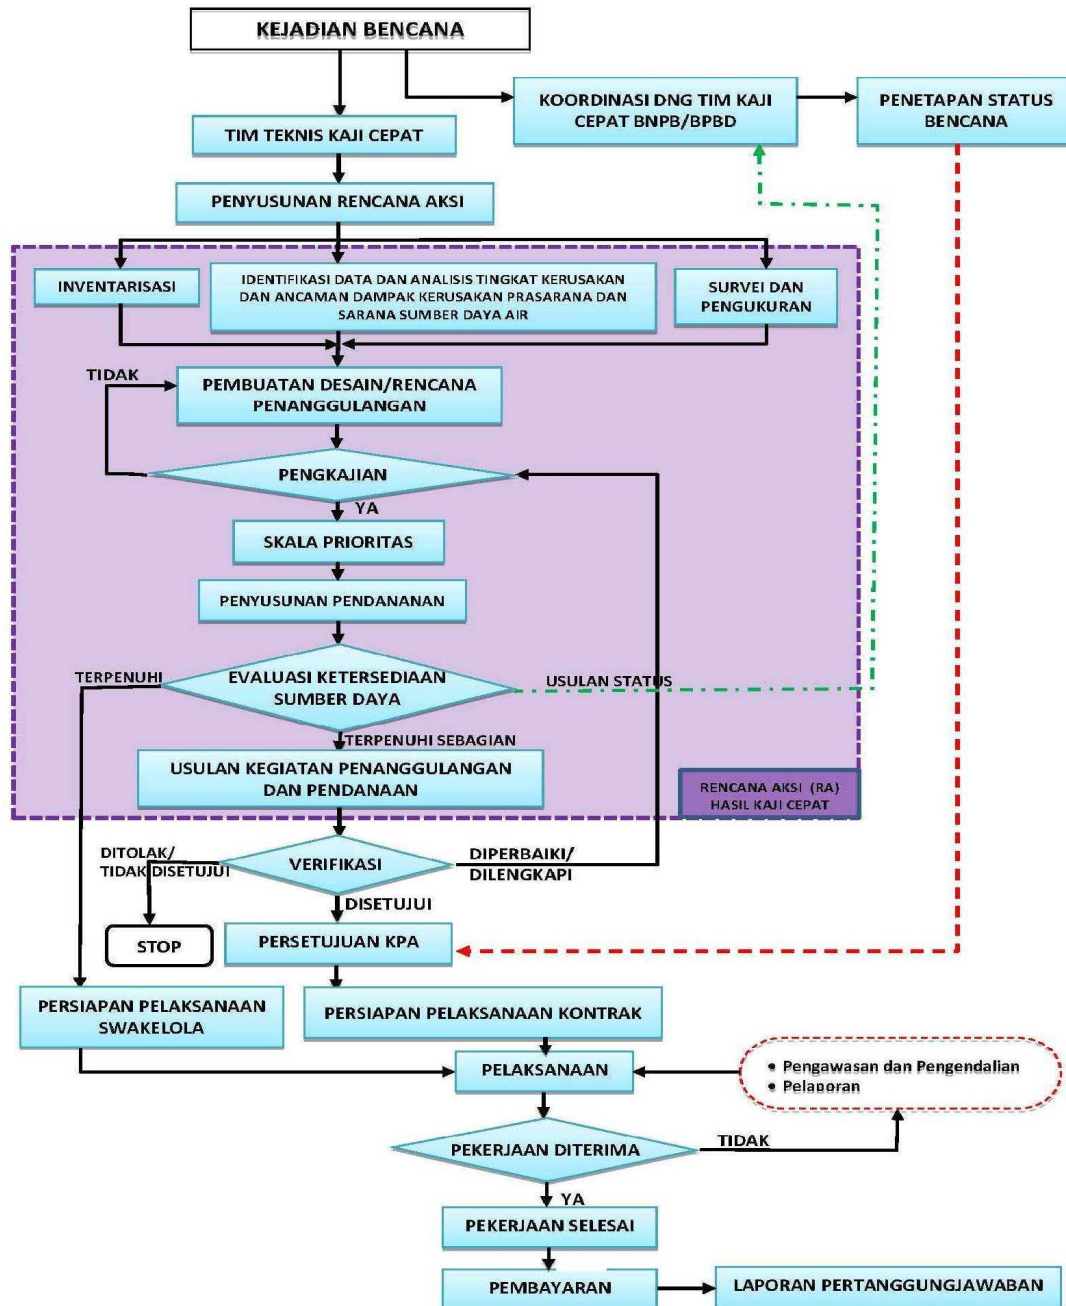 KEJADIAN BENCANA
KOORDINASI DNG TIM KAJI
CEPAT BNPB/BPBD
PENETAPAN STATUS
BENCANA
TIM TEKNIS KAJI CEPAT
PENYUSUNAN RENCANA AKSI
INVENTARISASI
IDENTIFIKASI DATA DAN ANALISIS TINGKAT KERUSAKAN
DAN ANCAMAN DAMPAK KERUSAKAN PRASARANA DAN
SARANA SUMBER DAYA AIR
SURVEI DAN
PENGUKURAN
TIDAK
PEMBUATAN DESAIN/RENCANA
PENANGGULANGAN
PENGKAJIAN
YA
SKALA PRIORITAS
PENYUSUNAN PENDANANAN
TERPENUHI
EVALUASI KETERSEDIAAN
SUMBER DAYA
USULAN STATUS
TERPENUHI SEBAGIAN
USULAN KEGIATAN PENANGGULANGAN
DAN PENDANAAN
RENCANA AKSI (RA)
HASIL KAJI CEPAT
DITOLAK/
TIDAK DISETUJUI
VERIFIKASI
DIPERBAIKI/
DILENGKAPI
DISETUJUI
STOP
PERSETUJUAN KPA
PERSIAPAN PELAKSANAAN
SWAKELOLA
PERSIAPAN PELAKSANAAN KONTRAK
PELAKSANAAN
• Pengawasan dan Pengendalian
• Pelaporan
PEKERJAAN DITERIMA
TIDAK
YA
PEKERJAAN SELESAI
PEMBAYARAN
LAPORAN PERTANGGUNGJAWABAN